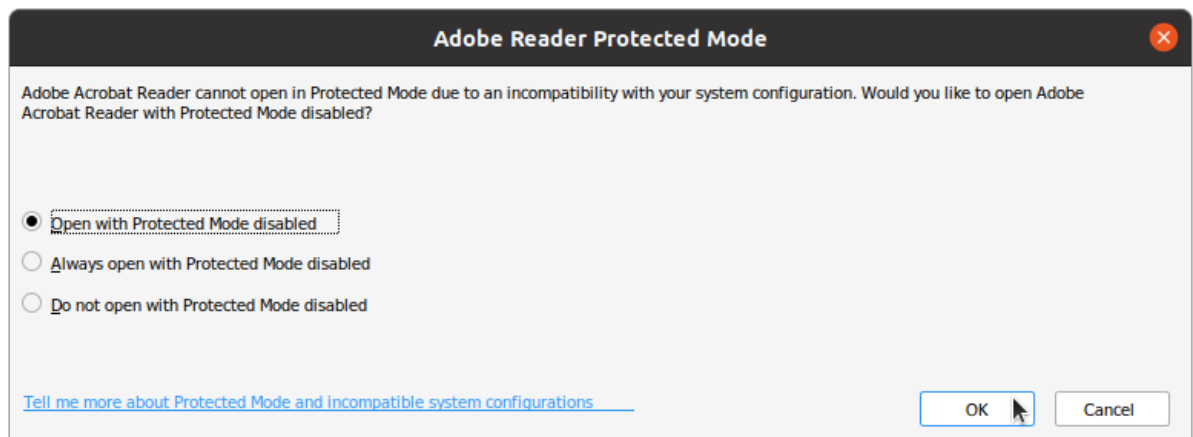 Adobe Reader Protected Mode
Adobe Acrobat Reader cannot open in Protected Mode due to an incompatibility with your system configuration. Would you like to open Adobe
Acrobat Reader with Protected Mode disabled?
Open with Protected Mode disabled
Always open with Protected Mode disabled
Do not open with Protected Mode disabled
Tell me more about Protected Mode and incompatible system configurations
OK
Cancel